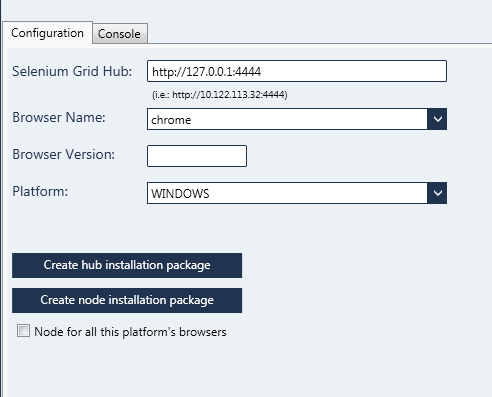 Configuration Console
Selenium Grid Hub: http://127.0.0.1:4444
(i.e.: http://10.122.113.32:4444)
Browser Name: chrome
Browser Version:
Platform: WINDOWS
Create hub installation package
Create node installation package
Node for all this platform's browsers